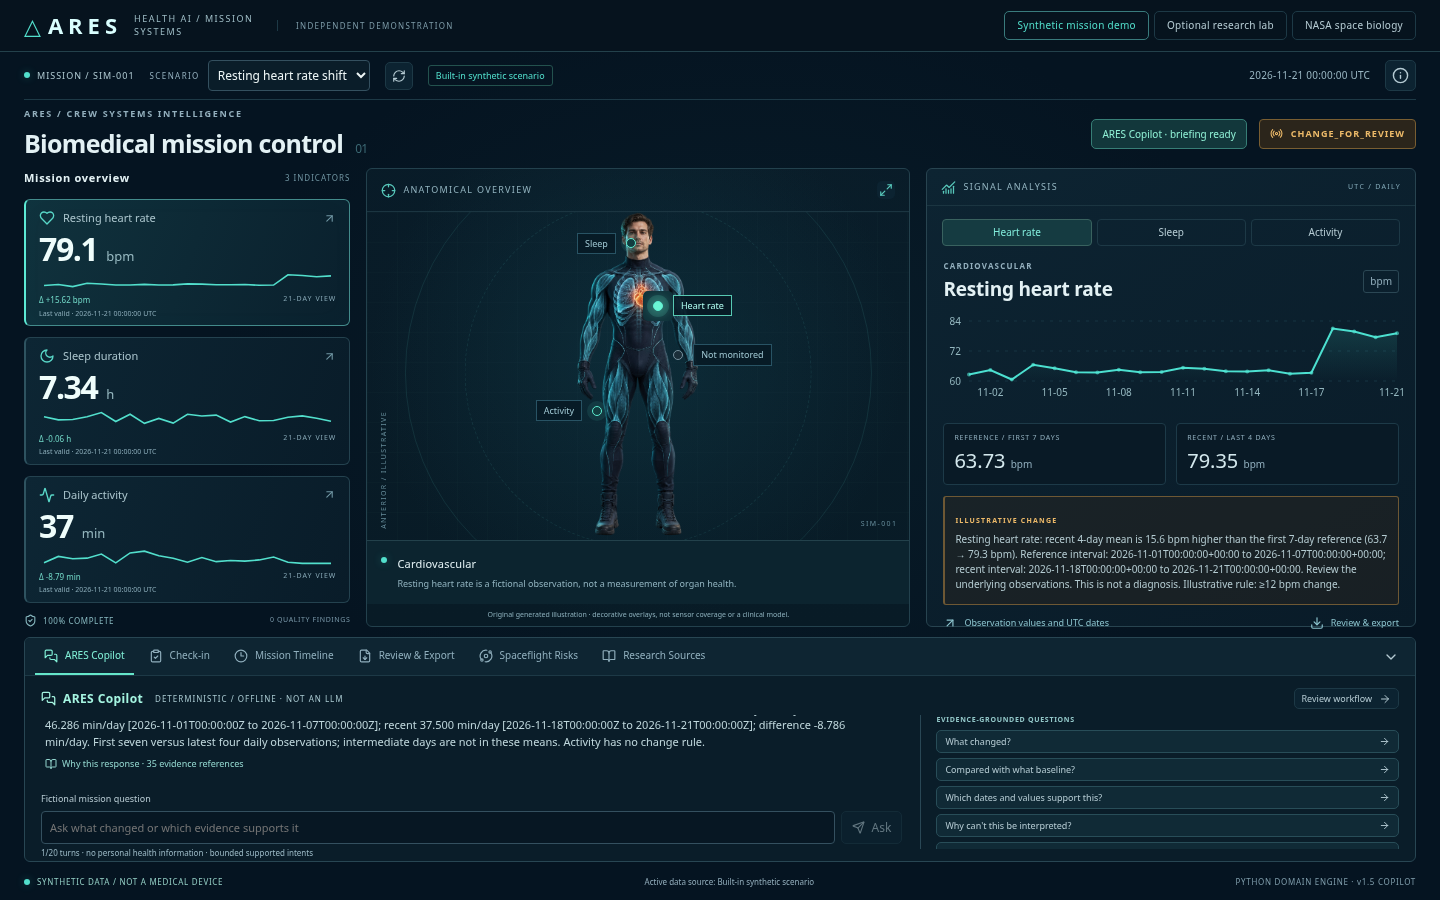 △ ARES
HEALTH AI / MISSION
SYSTEMS
INDEPENDENT DEMONSTRATION
Synthetic mission demo
Optional research lab
NASA space biology
MISSION / SIM-001
SCENARIO
Resting heart rate shift
Built-in synthetic scenario
2026-11-21 00:00:00 UTC
ARES / CREW SYSTEMS INTELLIGENCE
Biomedical mission control 01
ARES Copilot · briefing ready
CHANGE_FOR_REVIEW
Mission overview
3 INDICATORS
Resting heart rate
79.1 bpm
Δ +15.62 bpm
21-DAY VIEW
Last valid · 2026-11-21 00:00:00 UTC
Sleep duration
7.34 h
Δ -0.06 h
21-DAY VIEW
Last valid · 2026-11-21 00:00:00 UTC
Daily activity
37 min
Δ -8.79 min
21-DAY VIEW
Last valid · 2026-11-21 00:00:00 UTC
100% COMPLETE
0 QUALITY FINDINGS
ANATOMICAL OVERVIEW
Sleep
Heart rate
Not monitored
Activity
ANTERIOR / ILLUSTRATIVE
SIM-001
Cardiovascular
Resting heart rate is a fictional observation, not a measurement of organ health.
Original generated illustration · decorative overlays, not sensor coverage or a clinical model.
SIGNAL ANALYSIS
UTC / DAILY
Heart rate
Sleep
Activity
CARDIOVASCULAR
Resting heart rate
bpm
84
72
60
11-02
11-05
11-08
11-11
11-14
11-17
11-21
REFERENCE / FIRST 7 DAYS
63.73 bpm
RECENT / LAST 4 DAYS
79.35 bpm
ILLUSTRATIVE CHANGE
Resting heart rate: recent 4-day mean is 15.6 bpm higher than the first 7-day reference (63.7
→ 79.3 bpm). Reference interval: 2026-11-01T00:00:00+00:00 to 2026-11-07T00:00:00+00:00;
recent interval: 2026-11-18T00:00:00+00:00 to 2026-11-21T00:00:00+00:00. Review the
underlying observations. This is not a diagnosis. Illustrative rule: ≥12 bpm change.
Observation values and UTC dates
Review & export
ARES Copilot
Check-in
Mission Timeline
Review & Export
Spaceflight Risks
Research Sources
ARES Copilot
DETERMINISTIC / OFFLINE · NOT AN LLM
Review workflow →
46.286 min/day [2026-11-01T00:00:00Z to 2026-11-07T00:00:00Z]; recent 37.500 min/day [2026-11-18T00:00:00Z to 2026-11-21T00:00:00Z]; difference -8.786
min/day. First seven versus latest four daily observations; intermediate days are not in these means. Activity has no change rule.
Why this response · 35 evidence references
Fictional mission question
Ask what changed or which evidence supports it
Ask
1/20 turns · no personal health information · bounded supported intents
EVIDENCE-GROUNDED QUESTIONS
What changed? →
Compared with what baseline? →
Which dates and values support this? →
Why can't this be interpreted? →
SYNTHETIC DATA / NOT A MEDICAL DEVICE
Active data source: Built-in synthetic scenario
PYTHON DOMAIN ENGINE · v1.5 COPILOT